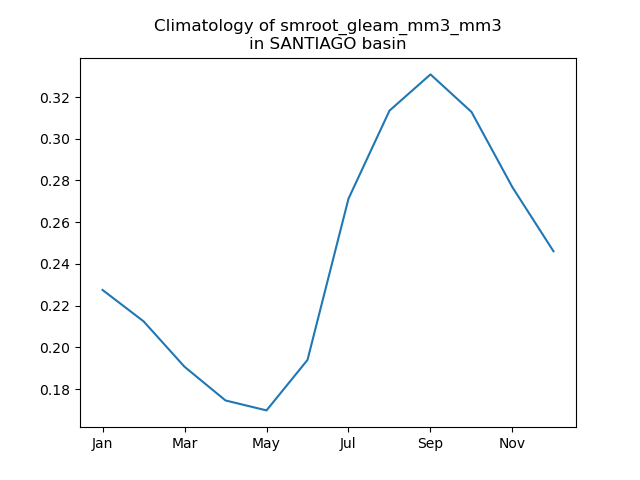 Climatology of smroot_gleam_mm3_mm3
in SANTIAGO basin
0.32
0.30
0.28
0.26
0.24
0.22
0.20
0.18
Jan Mar May Jul Sep Nov